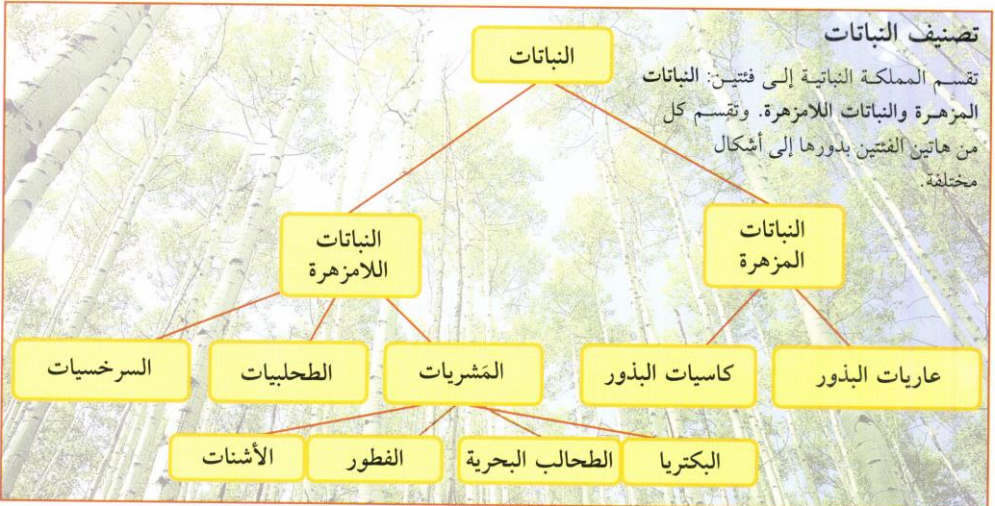 تصنيف النباتات
تقسم المملكة النباتية إلى فئتين: النباتات
المزهرة والنباتات اللامزهرة. وتقسم كل
من هاتين الفئتين بدورها إلى أشكال
مختلفة.
النباتات
النباتات
المزهرة
النباتات
اللامزهرة
عاريات البذور
كاسيات البذور
المَشريات
الطحلبيات
السرخسيات
البكتريا
الطحالب البحرية
الفطور
الأشنات